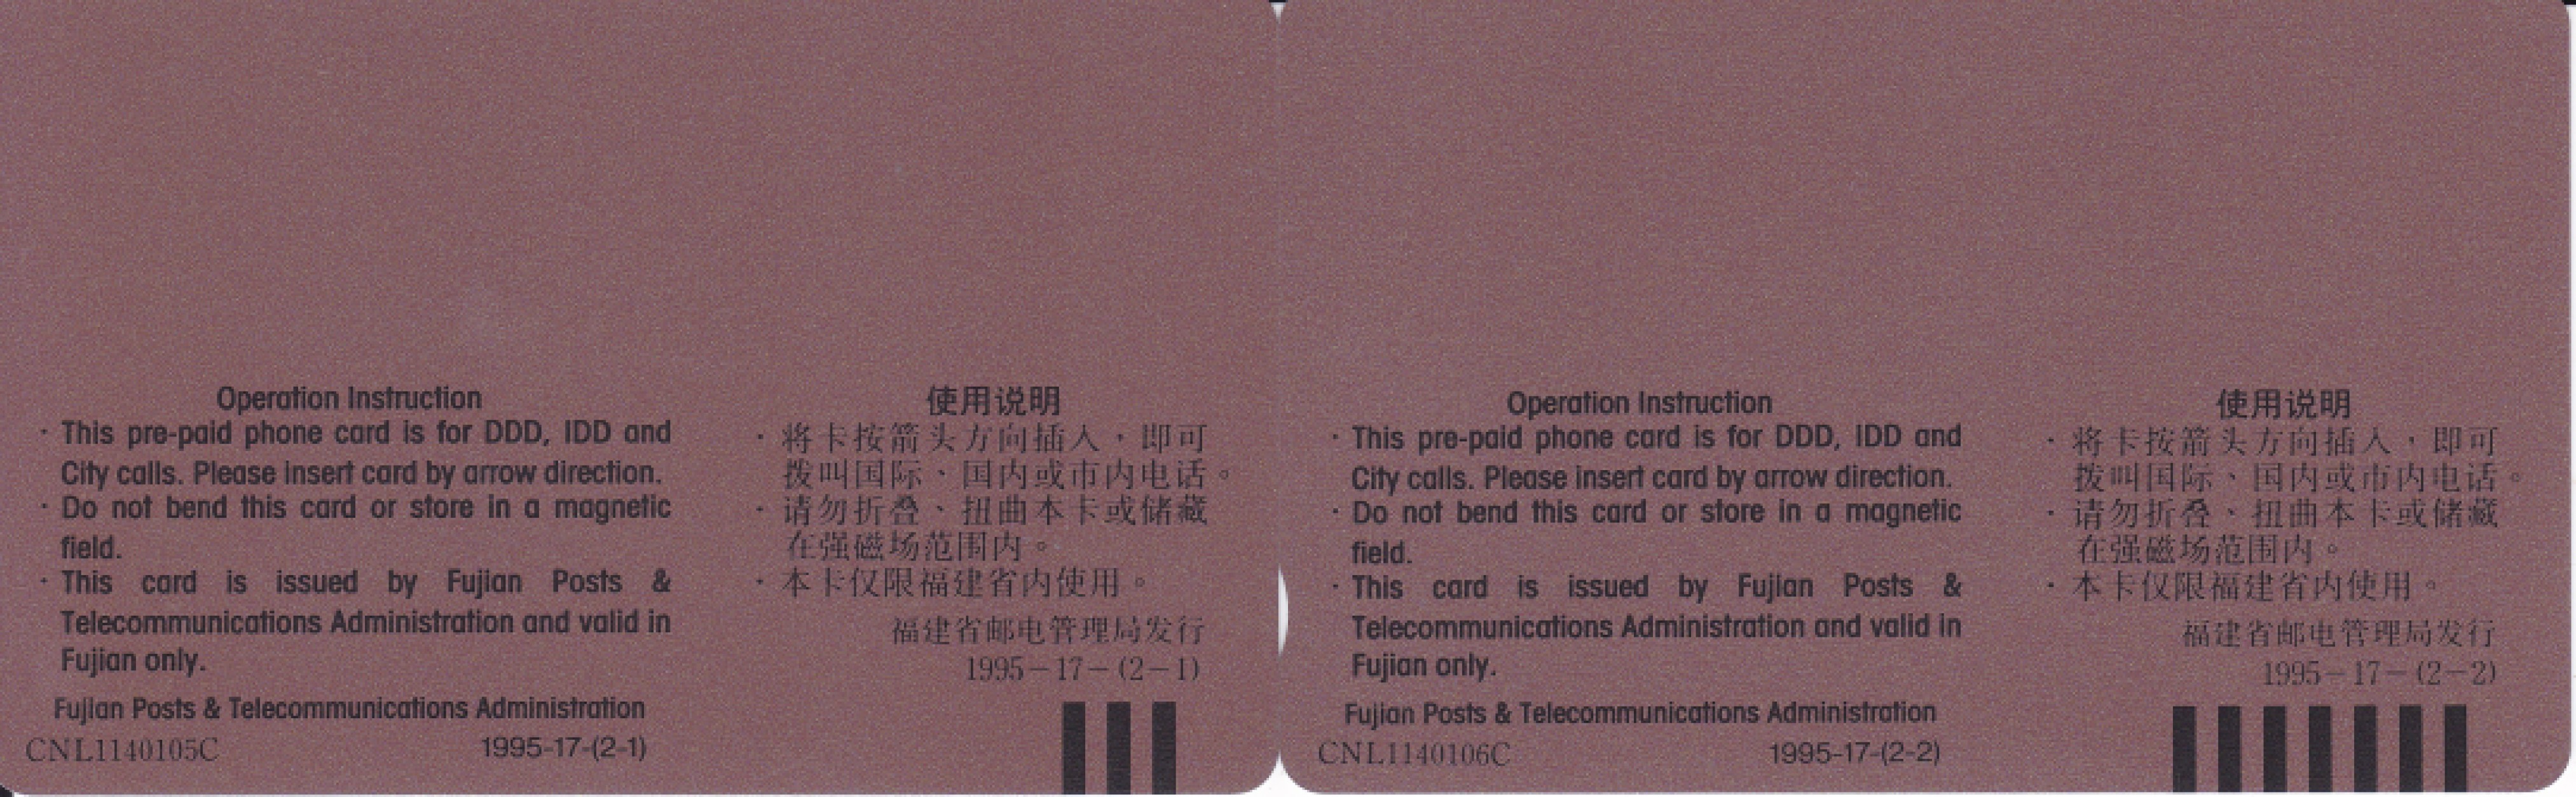 Operation Instruction
· This pre-paid phone card is for DDD, IDD and
City calls. Please insert card by arrow direction.
· Do not bend this card or store in a magnetic
field.
· This card is issued by Fujian Posts &
Telecommunications Administration and valid in
Fujian only.
Fujian Posts & Telecommunications Administration
CNL1140105C 1995-17-(2-1)
使用说明
· 将卡按箭头方向插入，即可
拨叫国际、国内或市内电话。
· 请勿折叠、扭曲本卡或储藏
在强磁场范围内。
· 本卡仅限福建省内使用。
福建省邮电管理局发行
1995-17-(2-1)
Operation Instruction
· This pre-paid phone card is for DDD, IDD and
City calls. Please insert card by arrow direction.
· Do not bend this card or store in a magnetic
field.
· This card is issued by Fujian Posts &
Telecommunications Administration and valid in
Fujian only.
Fujian Posts & Telecommunications Administration
CNL1140106C 1995-17-(2-2)
使用说明
· 将卡按箭头方向插入，即可
拨叫国际、国内或市内电话。
· 请勿折叠、扭曲本卡或储藏
在强磁场范围内。
· 本卡仅限福建省内使用。
福建省邮电管理局发行
1995-17-(2-2)